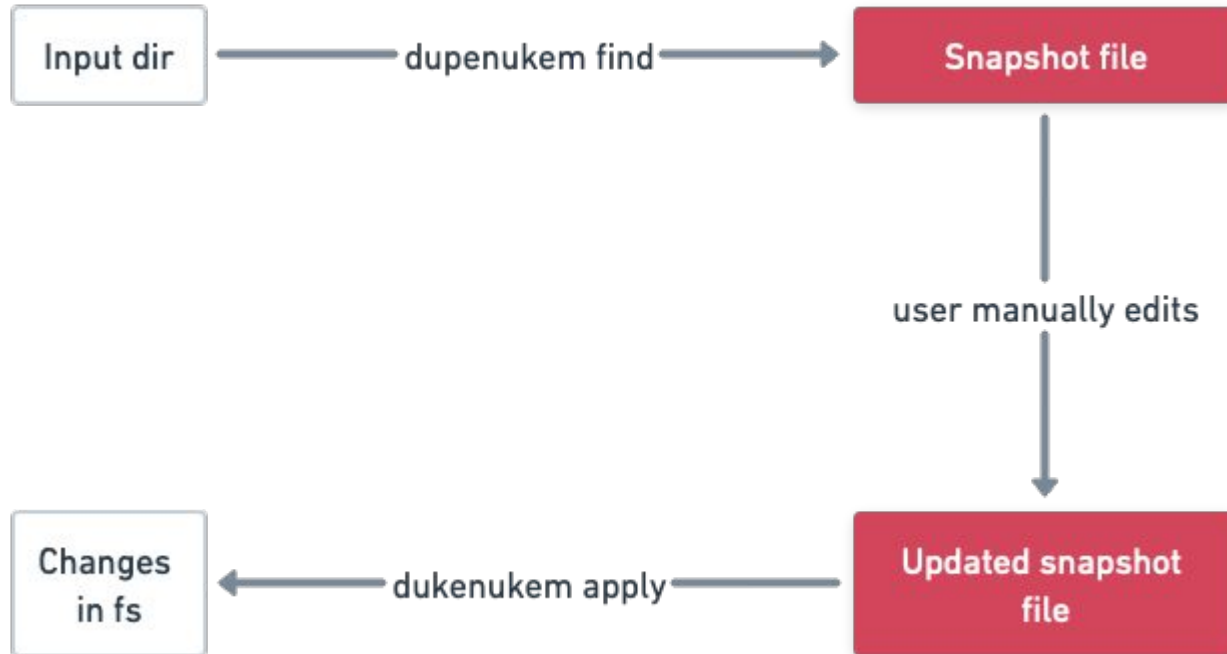 Input dir
dupenukem find
Snapshot file
user manually edits
Updated snapshot
file
dukenukem apply
Changes
in fs